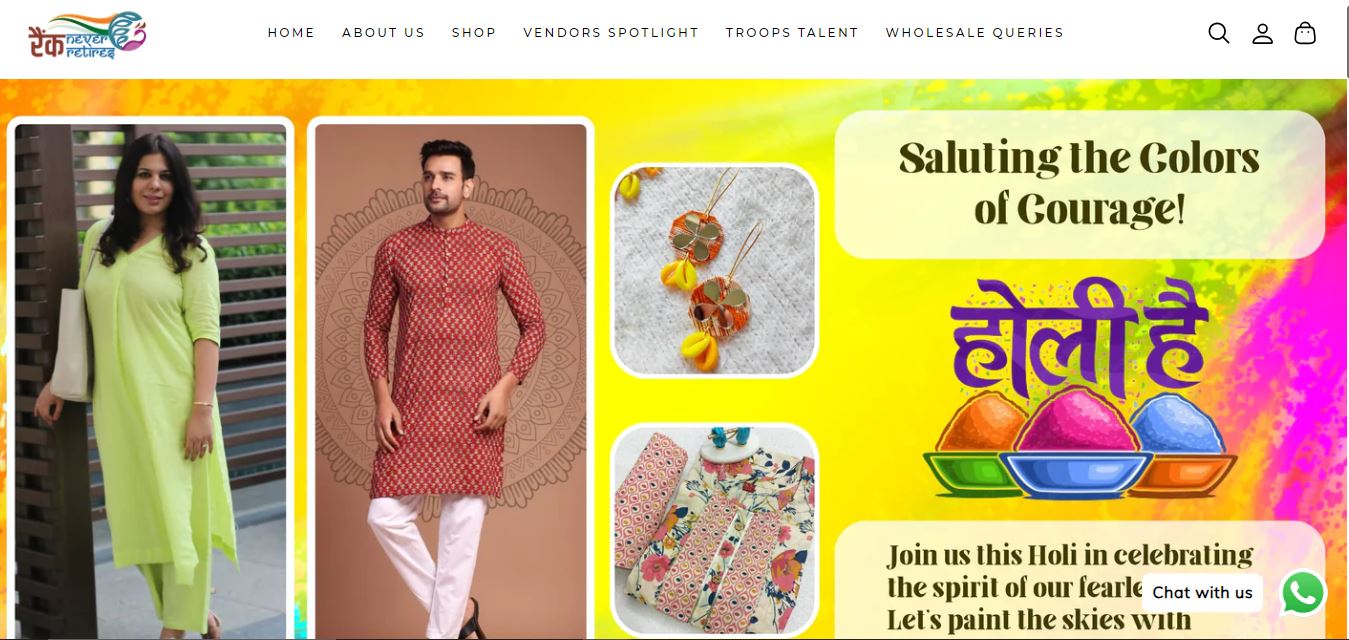 रैंक never
retires
HOME ABOUT US SHOP VENDORS SPOTLIGHT TROOPS TALENT WHOLESALE QUERIES
Saluting the Colors
of Courage!
होली है
Join us this Holi in celebrating
the spirit of our fearle
Chat with us
Let's paint the skies with